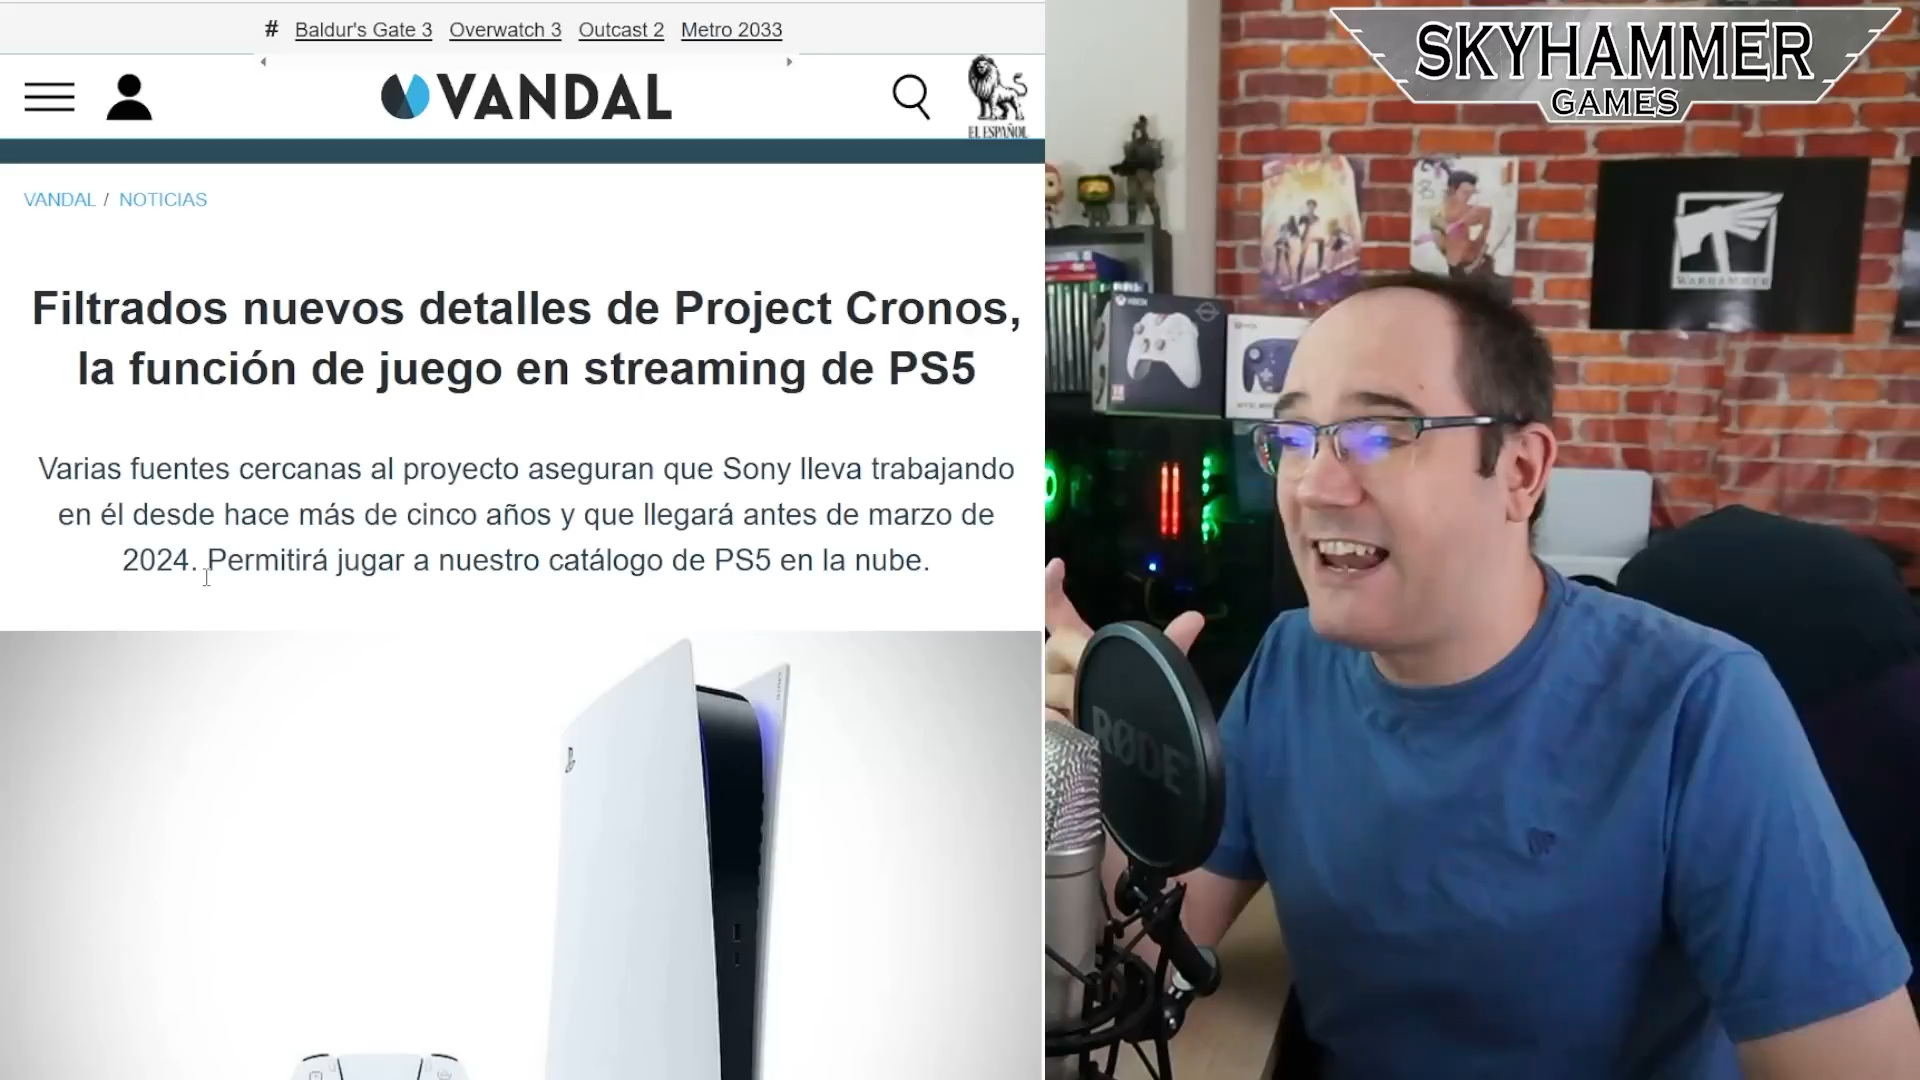 # Baldur's Gate 3 Overwatch 3 Outcast 2 Metro 2033
VANDAL
EL ESPAÑOL
VANDAL / NOTICIAS
Filtrados nuevos detalles de Project Cronos,
la función de juego en streaming de PS5
Varias fuentes cercanas al proyecto aseguran que Sony lleva trabajando
en él desde hace más de cinco años y que llegará antes de marzo de
2024. Permitirá jugar a nuestro catálogo de PS5 en la nube.
SKYHAMMER
GAMES
WARHAMMER
XBOX
RØDE